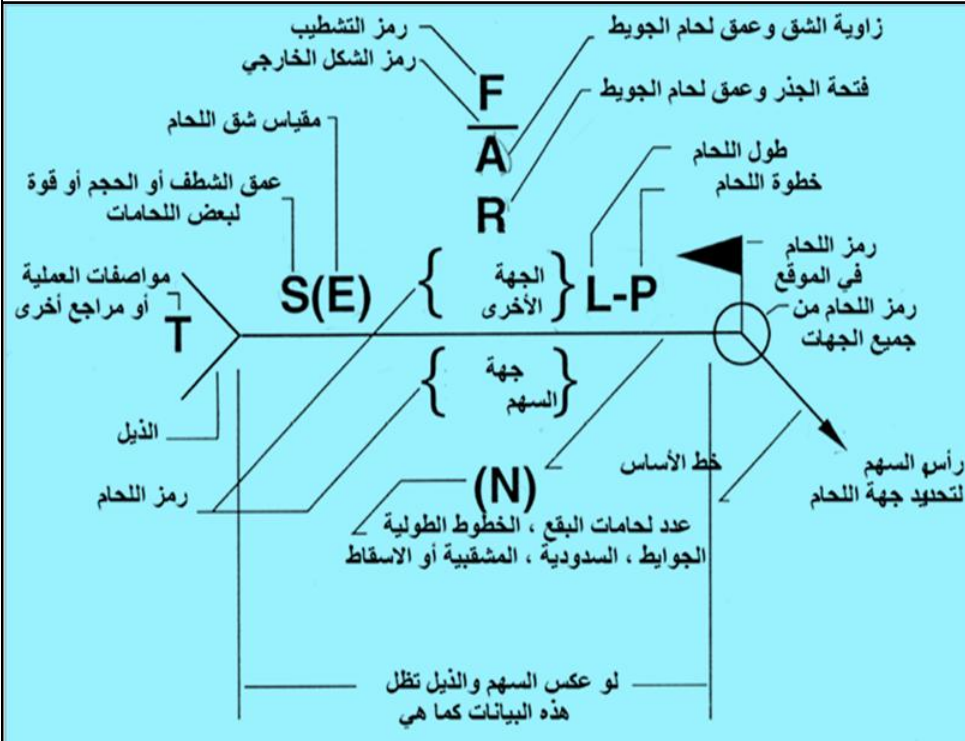 رمز التشطيب
رمز الشكل الخارجي
زاوية الشق وعمق لحام الجويط
فتحة الجذر وعمق لحام الجويط
F
A
R
مقياس شق اللحام
طول اللحام
خطوة اللحام
عمق الشطف أو الحجم أو قوة
لبعض اللحامات
رمز اللحام
في الموقع
رمز اللحام من
جميع الجهات
مواصفات العملية
أو مراجع أخرى
T
S(E)
{ الجهة
الأخرى }
L-P
{ جهة
السهم }
الذيل
خط الأساس
رأس السهم
لتحديد جهة اللحام
رمز اللحام
(N)
عدد لحامات البقع ، الخطوط الطولية
الجوايط ، السدودية ، المشقبية أو الاسقاط
لو عكس السهم والذيل تظل
هذه البيانات كما هي